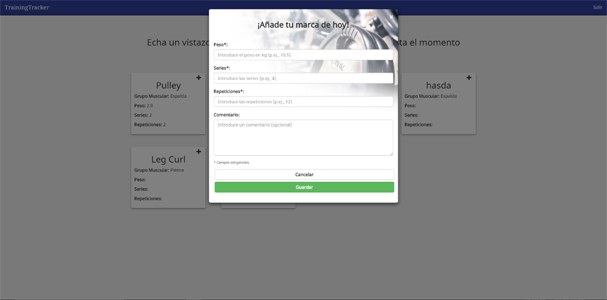 TrainingTracker
Salir
¡Añade tu marca de hoy!
Echa un vistazo
ta el momento
Peso*:
Introduce el peso en kg (p.ej., 10.5)
Series*:
Introduce las series (p.ej., 4)
Repeticiones*:
Introduce las repeticiones (p.ej., 12)
Comentario:
Introduce un comentario (opcional)
* Campos obligatorios
Cancelar
Guardar
Pulley
Grupo Muscular: Espalda
Peso: 2.0
Series: 2
Repeticiones: 2
hasda
Grupo Muscular: Espalda
Peso:
Series:
Repeticiones:
Leg Curl
Grupo Muscular: Pierna
Peso:
Series:
Repeticiones: